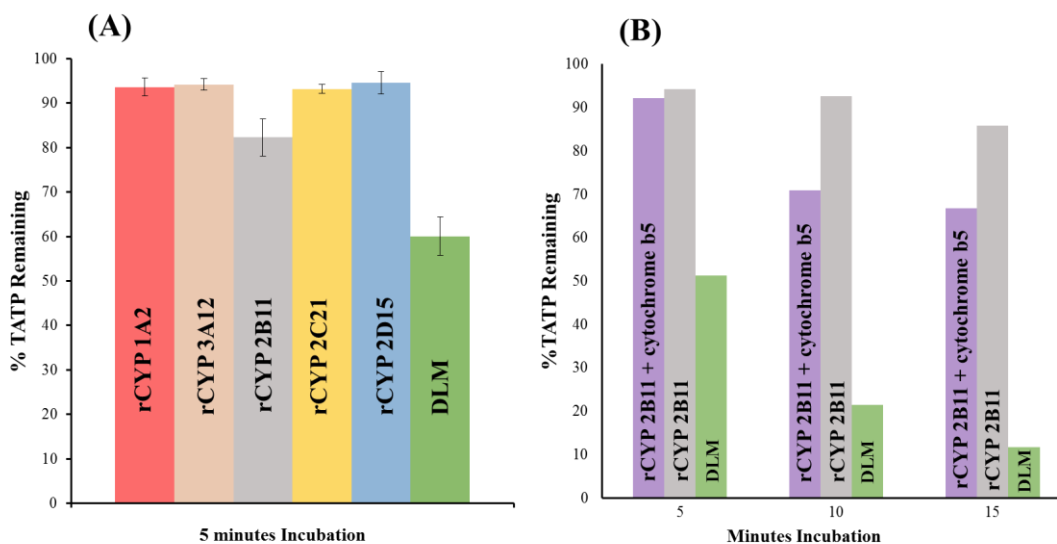 (A)
% TATP Remaining
100
90
80
70
60
50
40
30
20
10
0
rCYP 1A2
rCYP 3A12
rCYP 2B11
rCYP 2C21
rCYP 2D15
DLM
5 minutes Incubation
(B)
%TATP Remaining
100
90
80
70
60
50
40
30
20
10
0
rCYP 2B11 + cytochrome b5
rCYP 2B11
DLM
rCYP 2B11 + cytochrome b5
rCYP 2B11
DLM
rCYP 2B11 + cytochrome b5
rCYP 2B11
DLM
5
10
15
Minutes Incubation